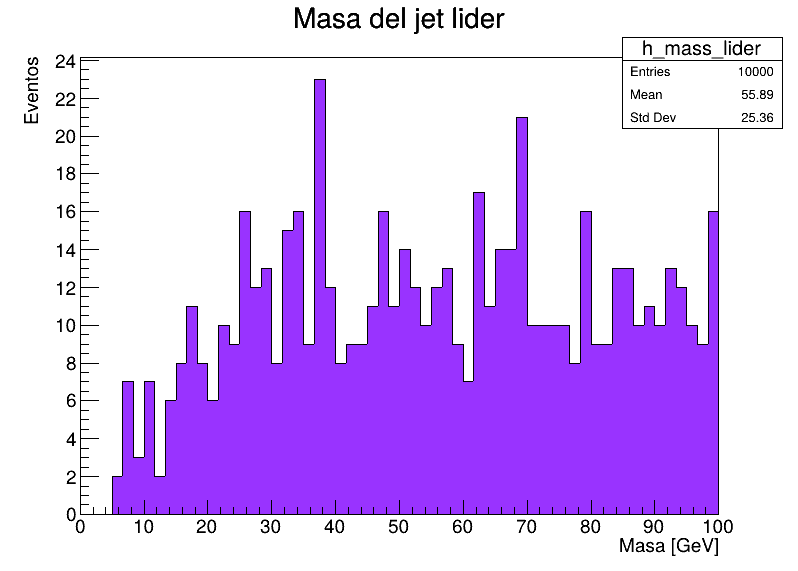 Masa del jet lider
h_mass_lider
Entries 10000
Mean 55.89
Std Dev 25.36
Eventos
24
22
20
18
16
14
12
10
8
6
4
2
0
0 10 20 30 40 50 60 70 80 90 100
Masa [GeV]